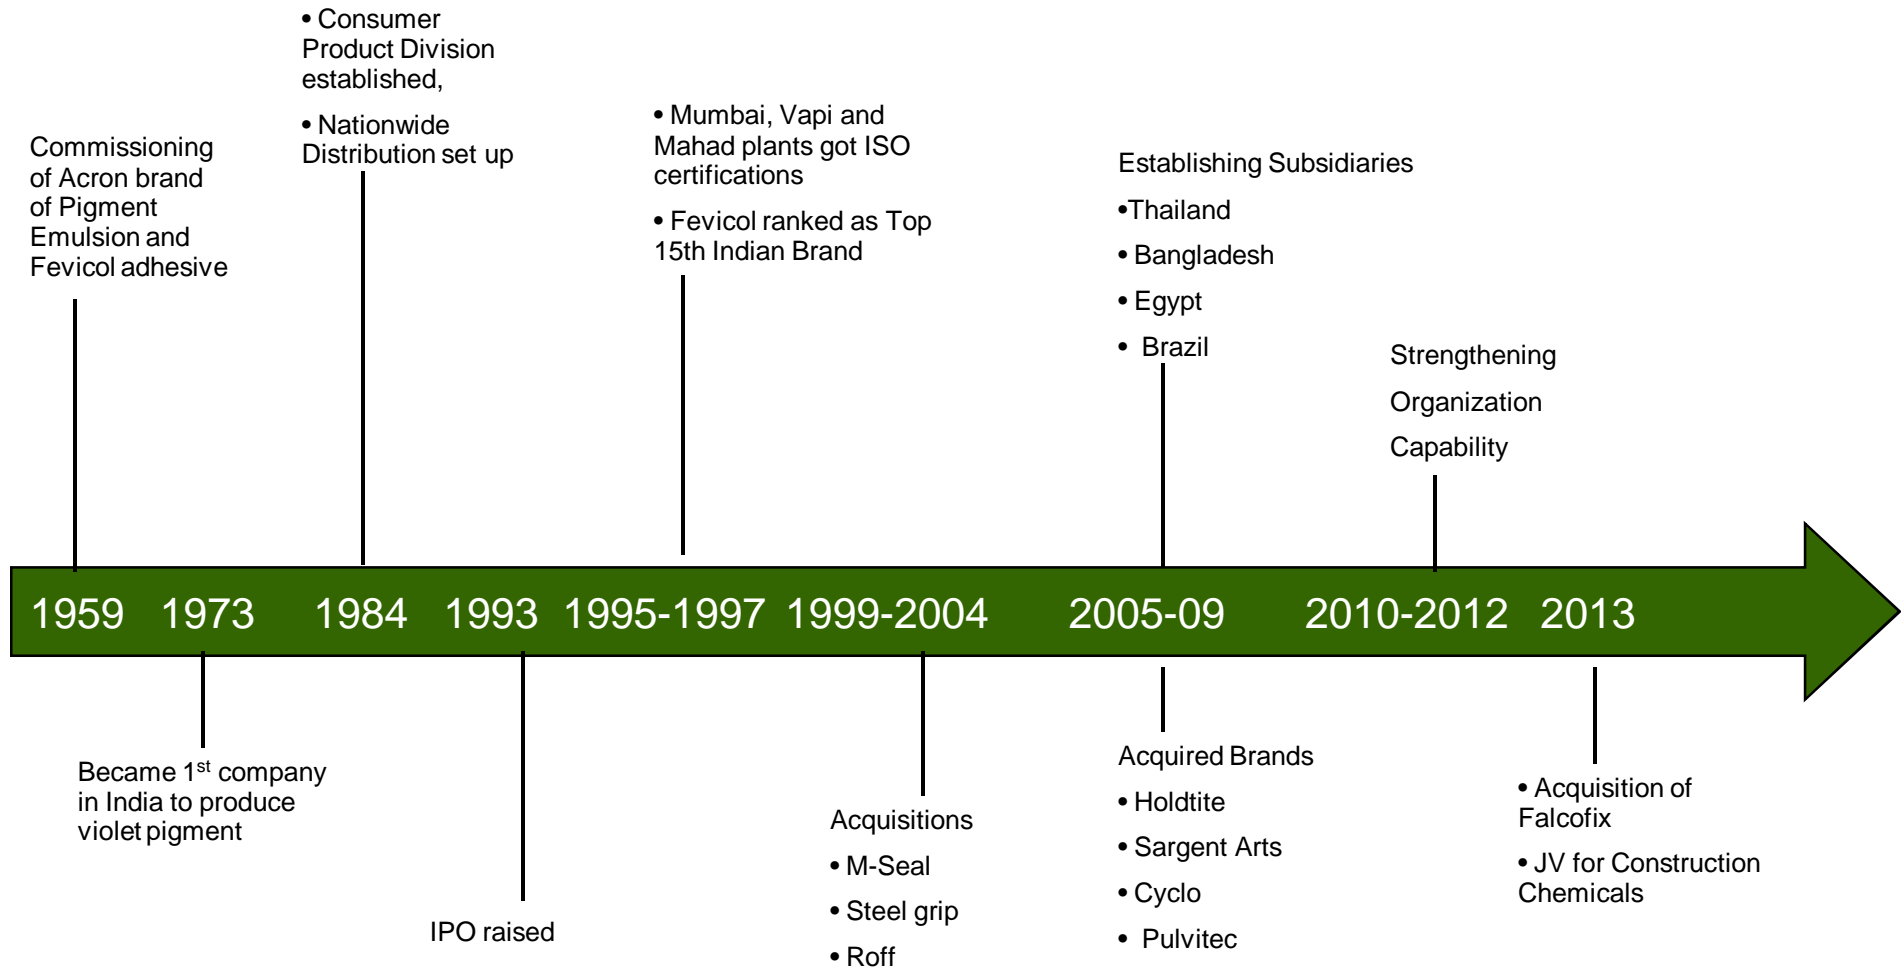 • Consumer
Product Division
established,
• Nationwide
Distribution set up
Commissioning
of Acron brand
of Pigment
Emulsion and
Fevicol adhesive
• Mumbai, Vapi and
Mahad plants got ISO
certifications
• Fevicol ranked as Top
15th Indian Brand
Establishing Subsidiaries
•Thailand
• Bangladesh
• Egypt
• Brazil
Strengthening
Organization
Capability
1959 1973 1984 1993 1995-1997 1999-2004 2005-09 2010-2012 2013
Became 1st company
in India to produce
violet pigment
IPO raised
Acquisitions
• M-Seal
• Steel grip
• Roff
Acquired Brands
• Holdtite
• Sargent Arts
• Cyclo
• Pulvitec
• Acquisition of
Falcofix
• JV for Construction
Chemicals